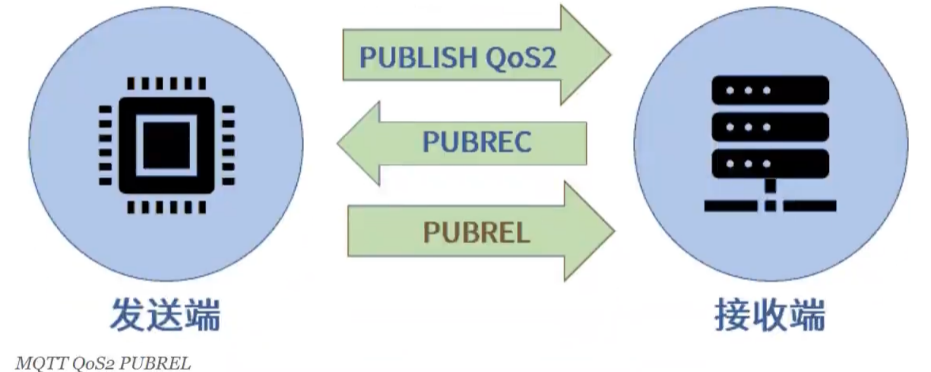 PUBLISH QoS2
PUBREC
PUBREL
发送端
接收端
MQTT QoS2 PUBREL